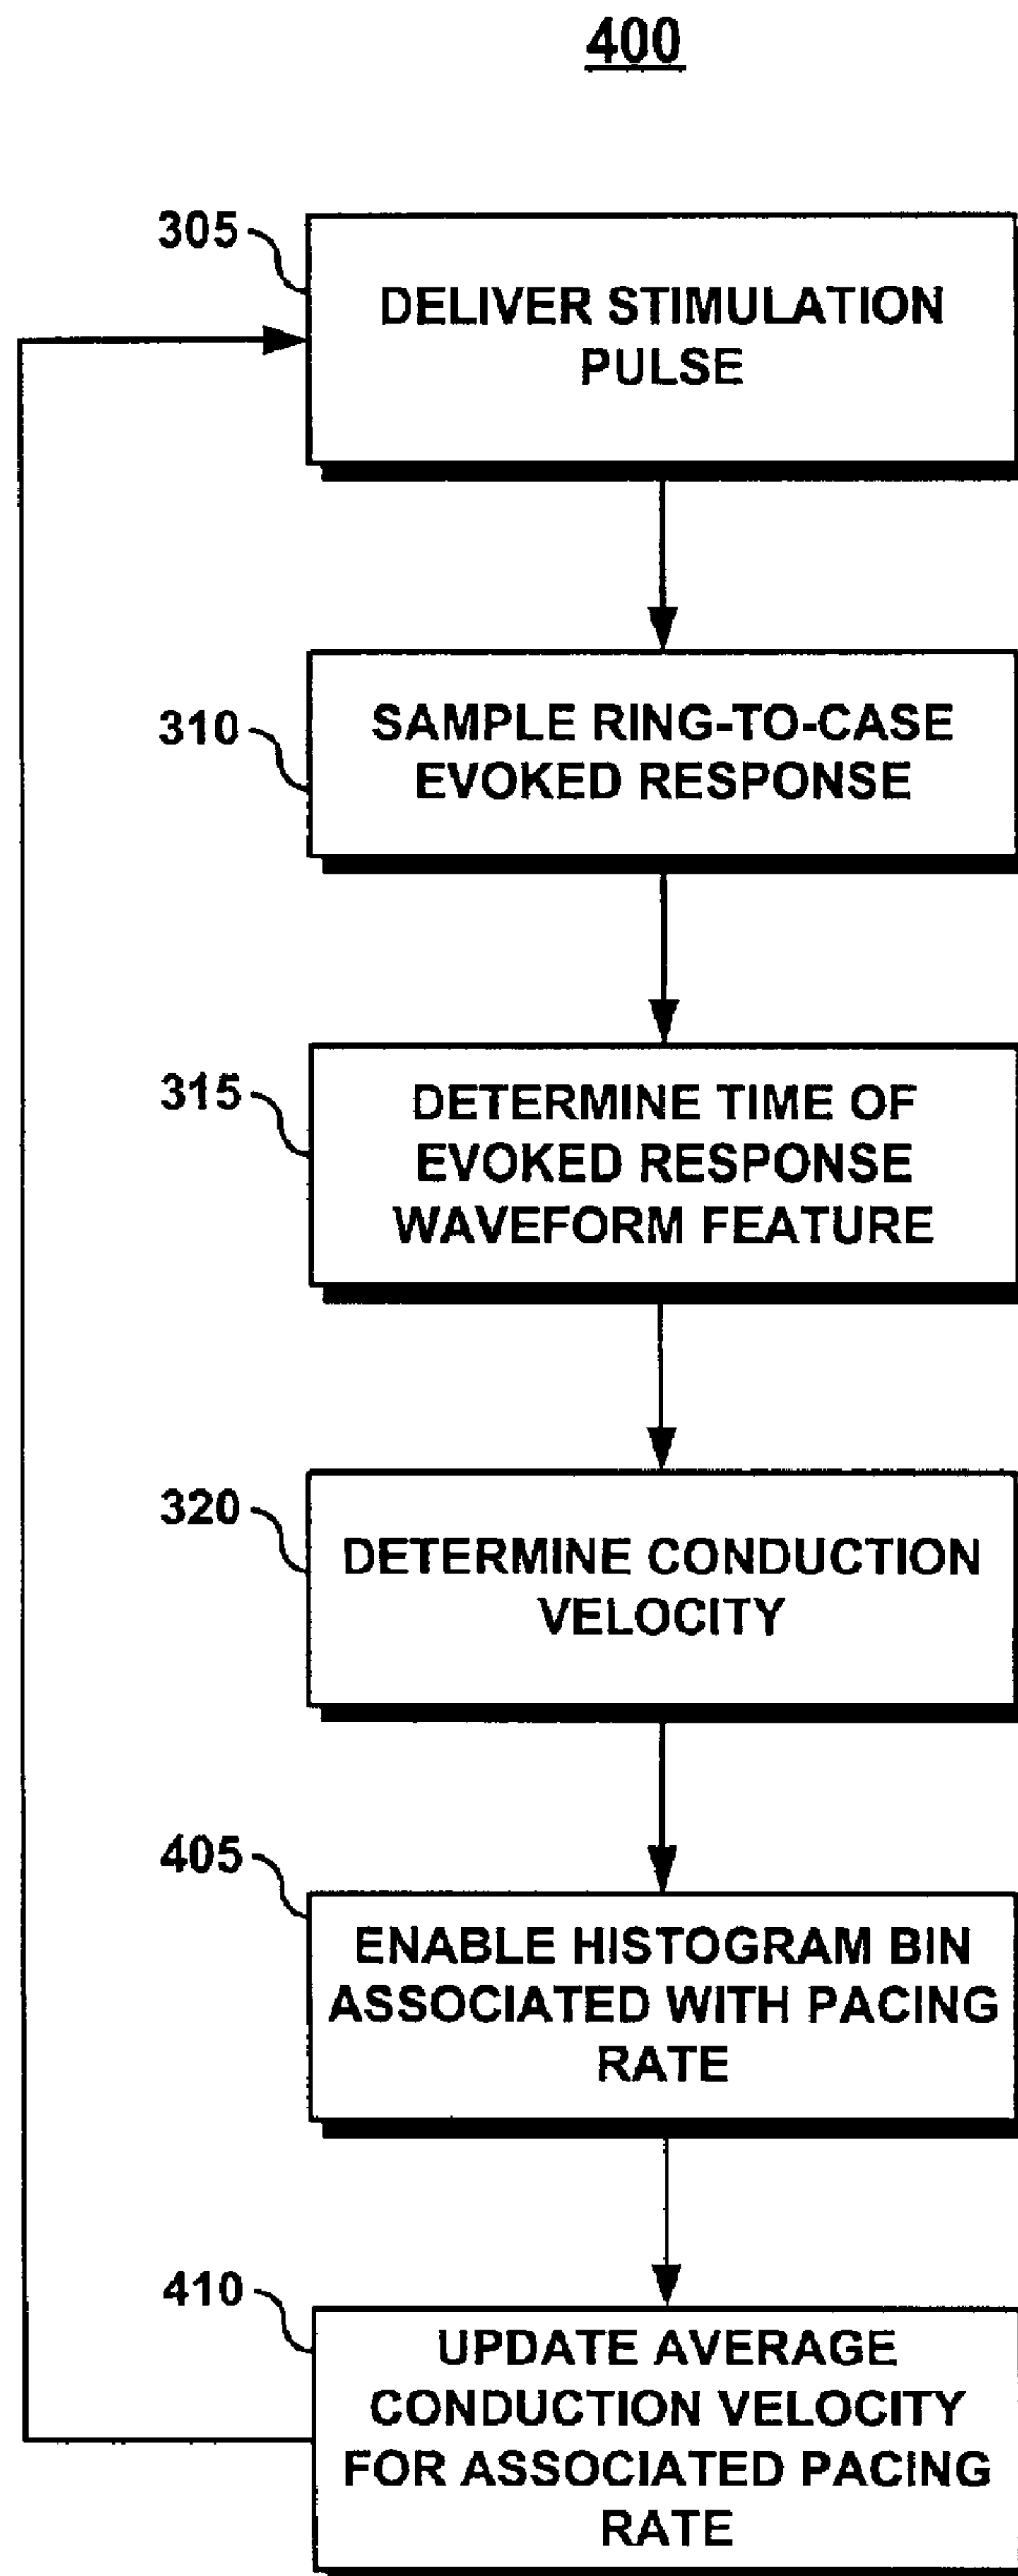 400
305
DELIVER STIMULATION
PULSE
310
SAMPLE RING-TO-CASE
EVOKED RESPONSE
315
DETERMINE TIME OF
EVOKED RESPONSE
WAVEFORM FEATURE
320
DETERMINE CONDUCTION
VELOCITY
405
ENABLE HISTOGRAM BIN
ASSOCIATED WITH PACING
RATE
410
UPDATE AVERAGE
CONDUCTION VELOCITY
FOR ASSOCIATED PACING
RATE